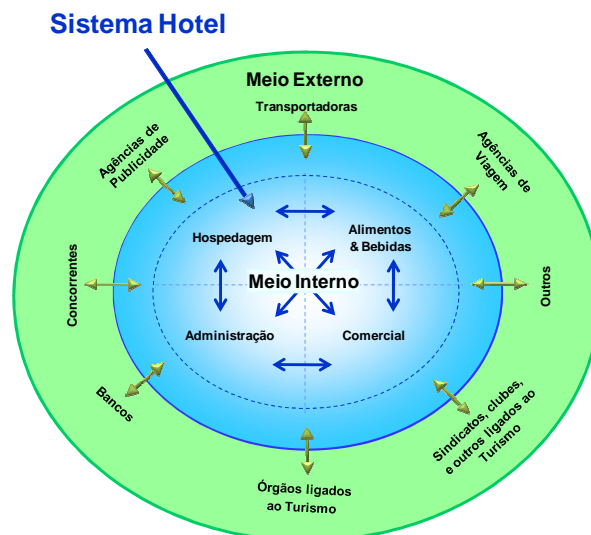 Sistema Hotel
Meio Externo
Transportadoras
Agências de
Publicidade
Agências de
Viagem
Hospedagem
Alimentos
& Bebidas
Concorrentes
Meio Interno
Outros
Administração
Comercial
Bancos
Sindicatos, clubes,
e outros ligados ao
Turismo
Órgãos ligados
ao Turismo